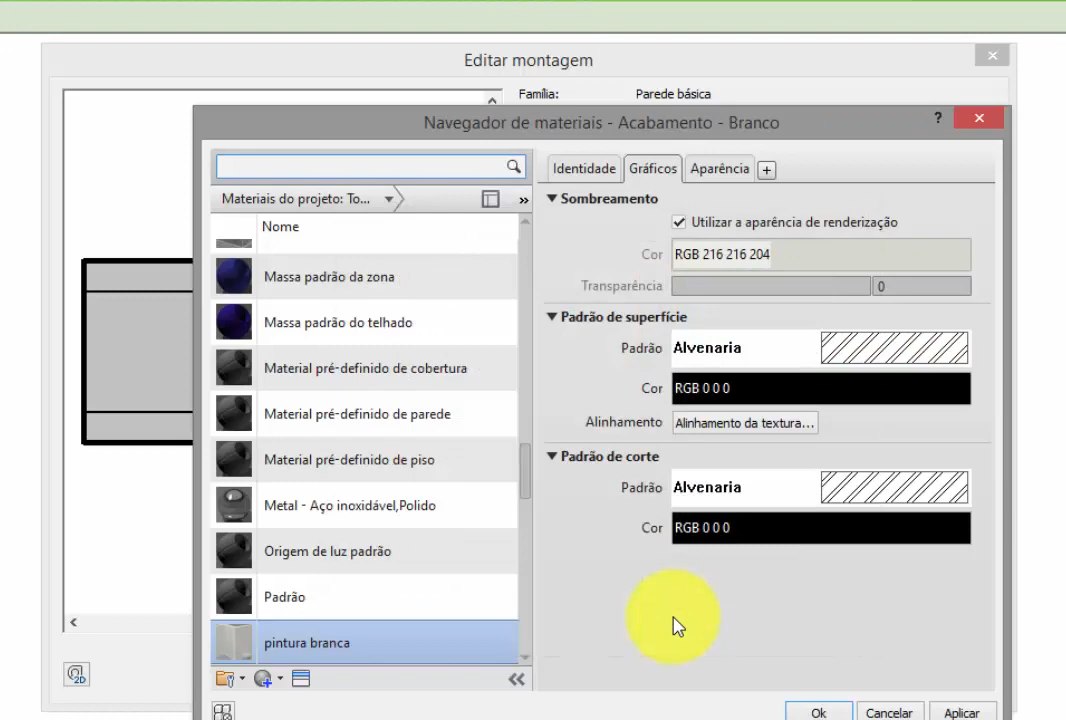 Editar montagem
Família: Parede básica
Navegador de materiais - Acabamento - Branco
?
Identidade Gráficos Aparência +
Materiais do projeto: To... »
Nome
Massa padrão da zona
Massa padrão do telhado
Material pré-definido de cobertura
Material pré-definido de parede
Material pré-definido de piso
Metal - Aço inoxidável,Polido
Origem de luz padrão
Padrão
pintura branca
Sombreamento
Utilizar a aparência de renderização
Cor RGB 216 216 204
Transparência 0
Padrão de superfície
Padrão Alvenaria
Cor RGB 0 0 0
Alinhamento Alinhamento da textura...
Padrão de corte
Padrão Alvenaria
Cor RGB 0 0 0
2D
Ok Cancelar Aplicar